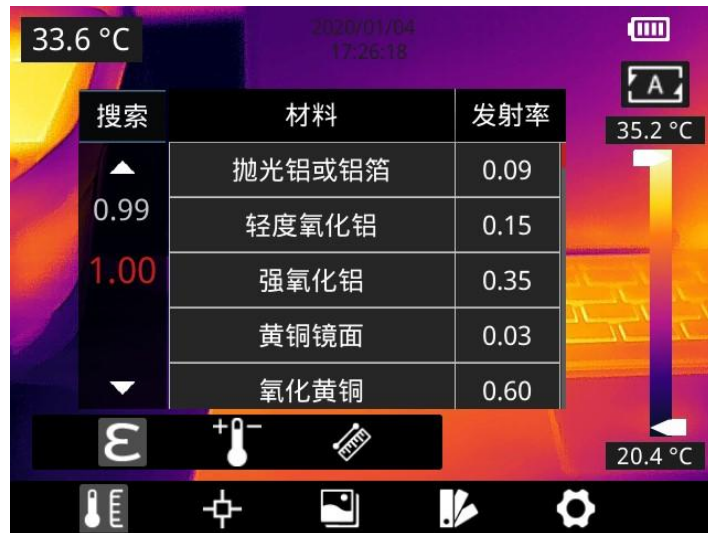 33.6 °C
2020/01/04
17:26:18
A
35.2 °C
搜索 材料 发射率
抛光铝或铝箔 0.09
0.99
轻度氧化铝 0.15
1.00
强氧化铝 0.35
黄铜镜面 0.03
氧化黄铜 0.60
ε
20.4 °C